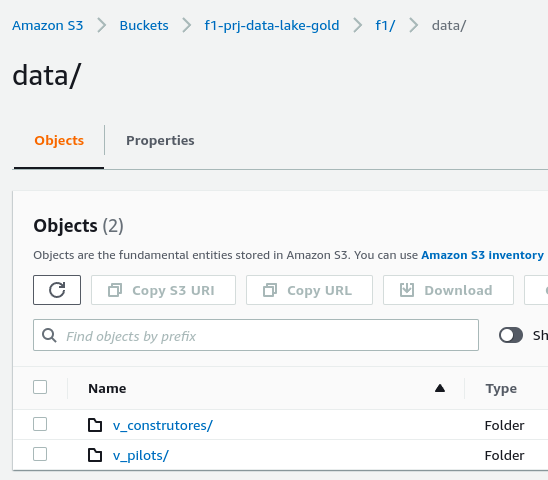 Amazon S3 > Buckets > f1-prj-data-lake-gold > f1/ > data/
data/
Objects Properties
Objects (2)
Objects are the fundamental entities stored in Amazon S3. You can use Amazon S3 inventory
Copy S3 URI Copy URL Download
Find objects by prefix Sh
Name Type
v_construtores/ Folder
v_pilots/ Folder